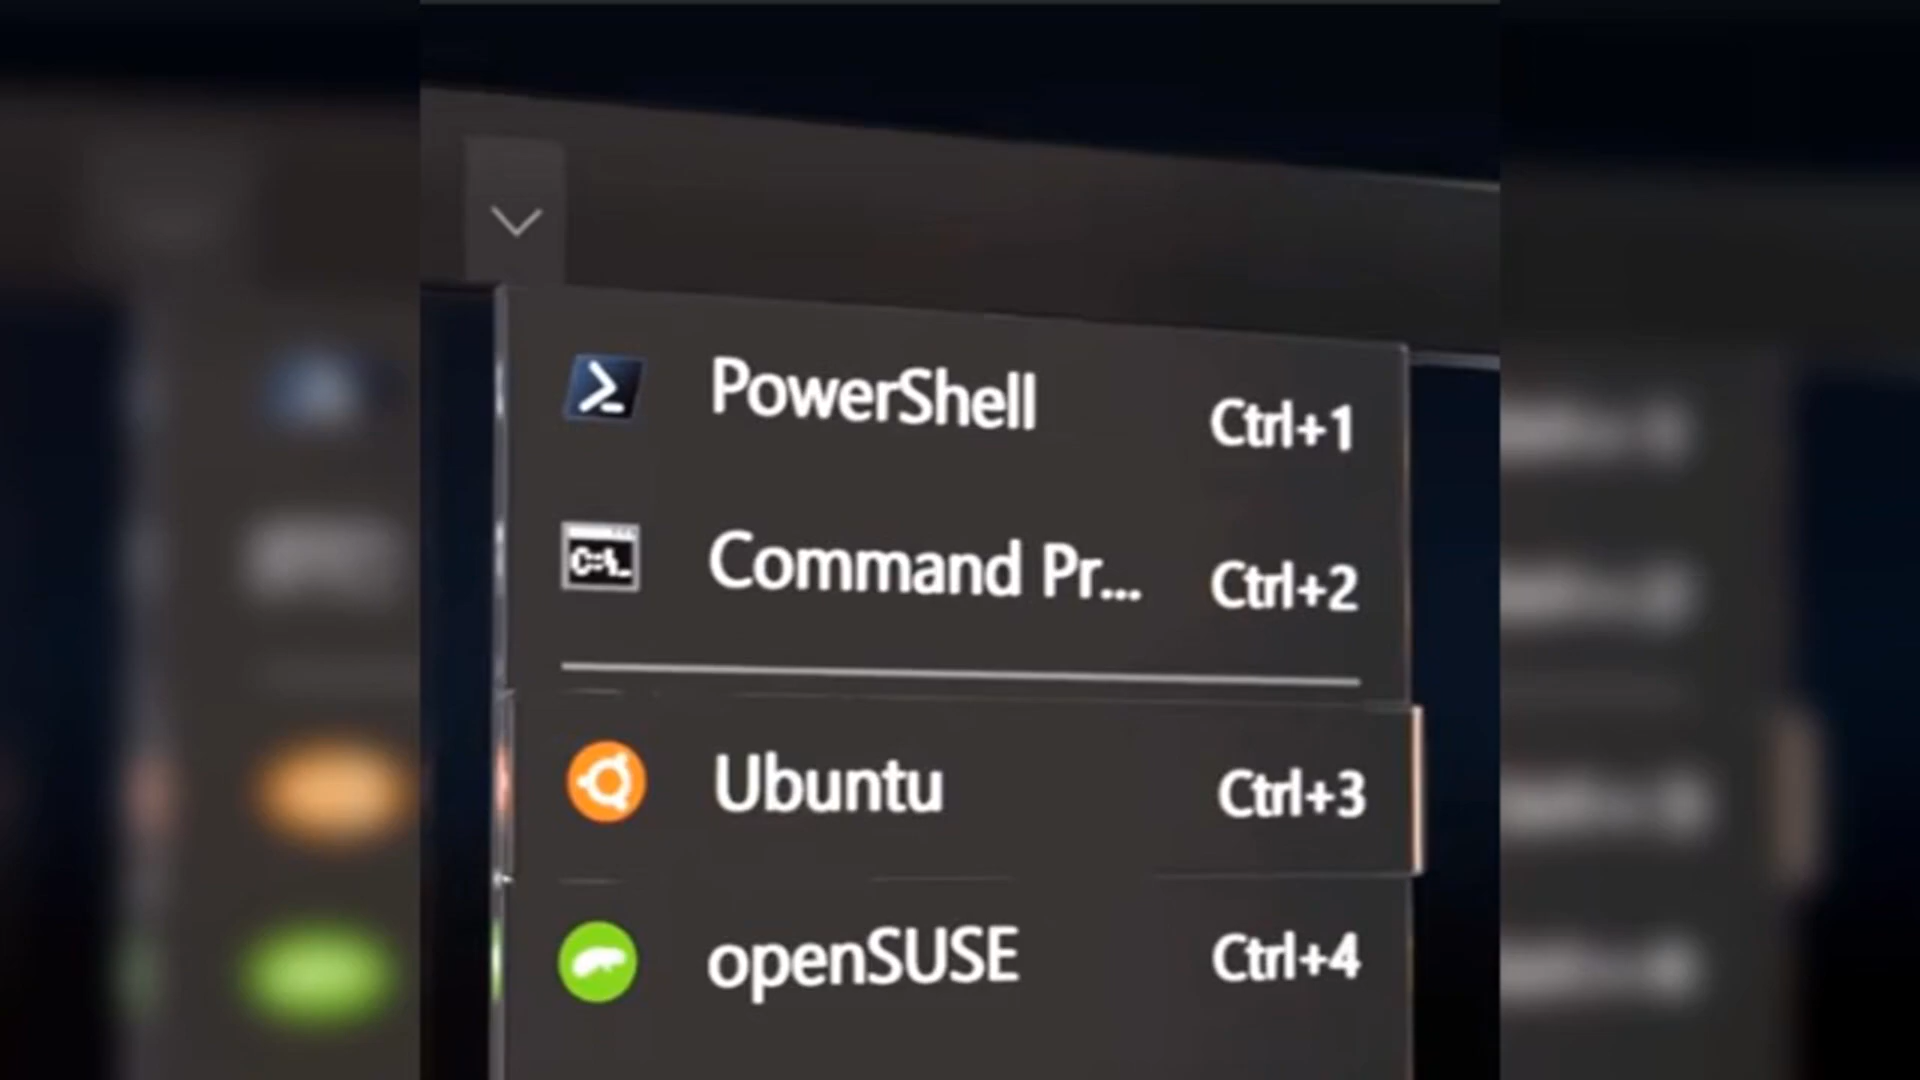 PowerShell Ctrl+1
C:\_
Command Pr... Ctrl+2
Ubuntu Ctrl+3
openSUSE Ctrl+4